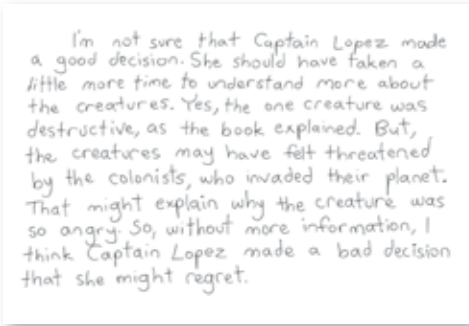 I'm not sure that Captain Lopez made
a good decision. She should have taken a
little more time to understand more about
the creatures. Yes, the one creature was
destructive, as the book explained. But,
the creatures may have felt threatened
by the colonists, who invaded their planet.
That might explain why the creature was
so angry. So, without more information, I
think Captain Lopez made a bad decision
that she might regret.